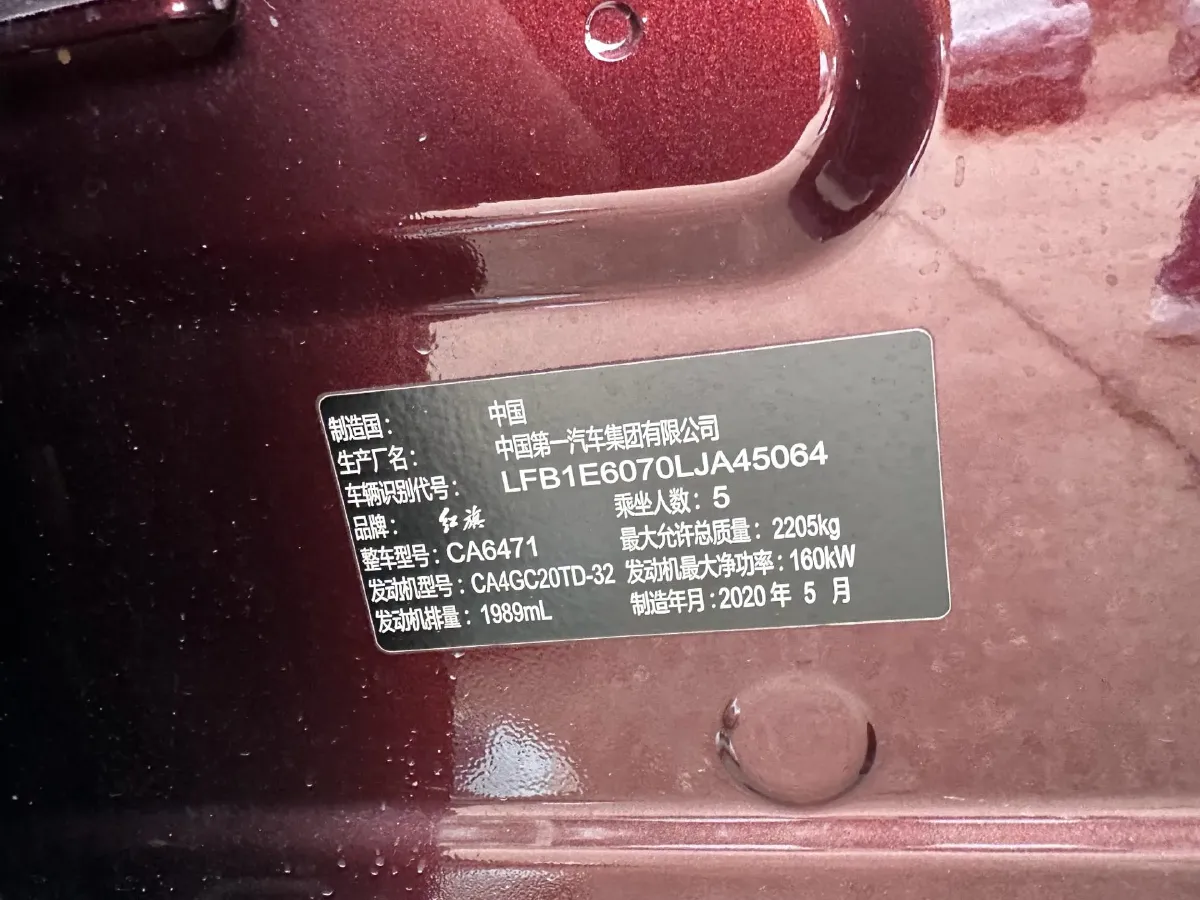 制造国： 中国
生产厂名： 中国第一汽车集团有限公司
车辆识别代号： LFB1E6070LJA45064
品牌： 红旗 乘坐人数：5
整车型号：CA6471 最大允许总质量：2205kg
发动机型号：CA4GC20TD-32 发动机最大净功率：160kW
发动机排量：1989mL 制造年月：2020 年 5 月